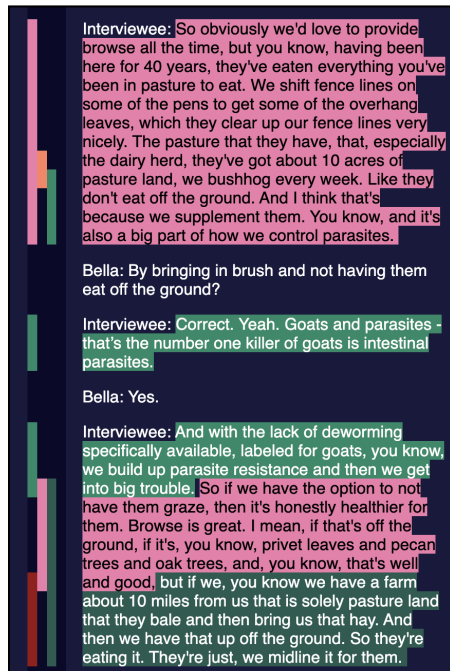 Interviewee: So obviously we'd love to provide
browse all the time, but you know, having been
here for 40 years, they've eaten everything you've
been in pasture to eat. We shift fence lines on
some of the pens to get some of the overhang
leaves, which they clear up our fence lines very
nicely. The pasture that they have, that, especially
the dairy herd, they've got about 10 acres of
pasture land, we bushhog every week. Like they
don't eat off the ground. And I think that's
because we supplement them. You know, and it's
also a big part of how we control parasites.
Bella: By bringing in brush and not having them
eat off the ground?
Interviewee: Correct. Yeah. Goats and parasites -
that's the number one killer of goats is intestinal
parasites.
Bella: Yes.
Interviewee: And with the lack of deworming
specifically available, labeled for goats, you know,
we build up parasite resistance and then we get
into big trouble. So if we have the option to not
have them graze, then it's honestly healthier for
them. Browse is great. I mean, if that's off the
ground, if it's, you know, privet leaves and pecan
trees and oak trees, and, you know, that's well
and good, but if we, you know we have a farm
about 10 miles from us that is solely pasture land
that they bale and then bring us that hay. And
then we have that up off the ground. So they're
eating it. They're just, we midline it for them.